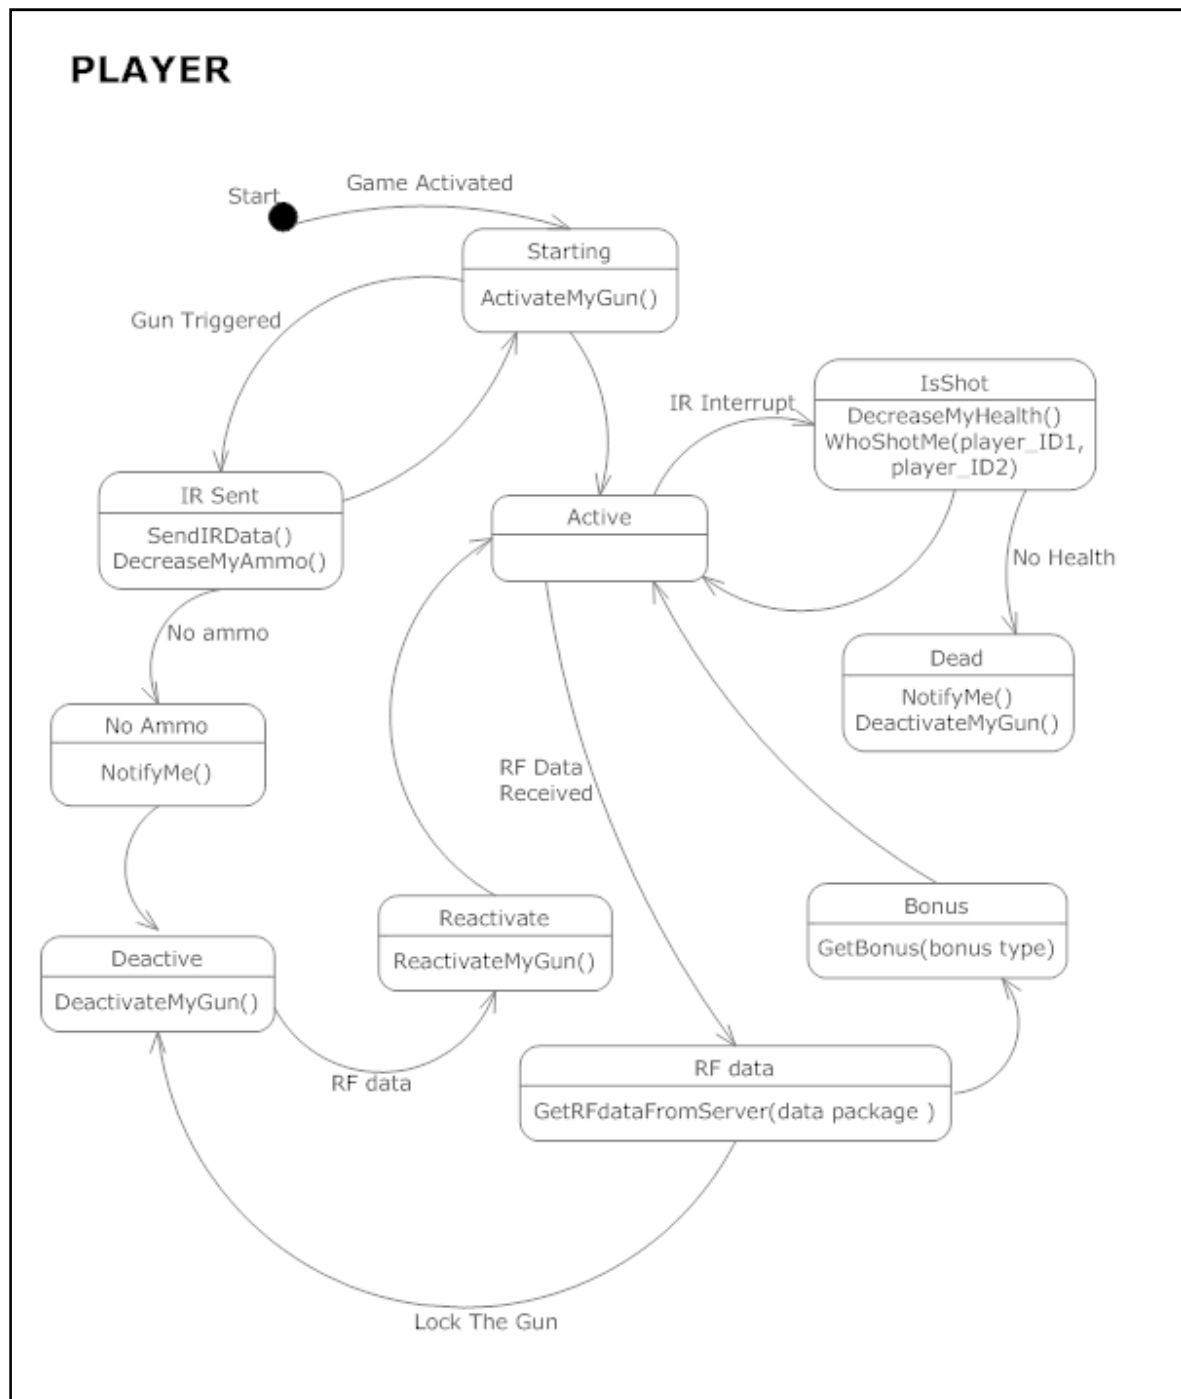 PLAYER
Start
Game Activated
Starting
ActivateMyGun()
Gun Triggered
IR Interrupt
IsShot
DecreaseMyHealth()
WhoShotMe(player_ID1,
player_ID2)
IR Sent
SendIRData()
DecreaseMyAmmo()
Active
No Health
No ammo
Dead
NotifyMe()
DeactivateMyGun()
No Ammo
NotifyMe()
RF Data
Received
Reactivate
ReactivateMyGun()
Bonus
GetBonus(bonus type)
Deactive
DeactivateMyGun()
RF data
RF data
GetRFdataFromServer(data package )
Lock The Gun